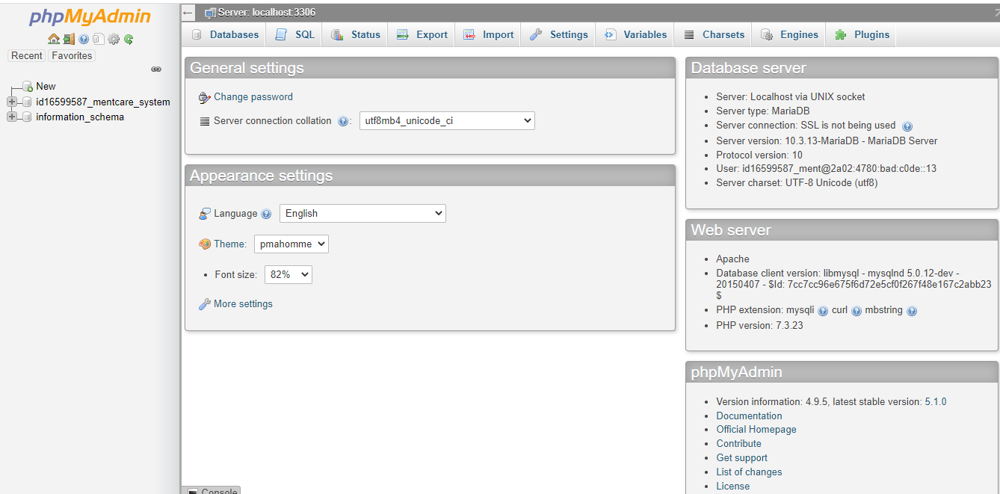 phpMyAdmin
Recent Favorites
New
id16599587_mentcare_system
information_schema
Server: localhost:3306
Databases SQL Status Export Import Settings Variables Charsets Engines Plugins
General settings
Change password
Server connection collation : utf8mb4_unicode_ci
Appearance settings
Language English
Theme: pmahomme
Font size: 82%
More settings
Database server
Server: Localhost via UNIX socket
Server type: MariaDB
Server connection: SSL is not being used
Server version: 10.3.13-MariaDB - MariaDB Server
Protocol version: 10
User: id16599587_ment@2a02:4780:bad:c0de::13
Server charset: UTF-8 Unicode (utf8)
Web server
Apache
Database client version: libmysql - mysqlnd 5.0.12-dev -
20150407 - $Id: 7cc7cc96e675f6d72e5cf0f267f48e167c2abb23
$
PHP extension: mysqli curl mbstring
PHP version: 7.3.23
phpMyAdmin
Version information: 4.9.5, latest stable version: 5.1.0
Documentation
Official Homepage
Contribute
Get support
List of changes
License
Console